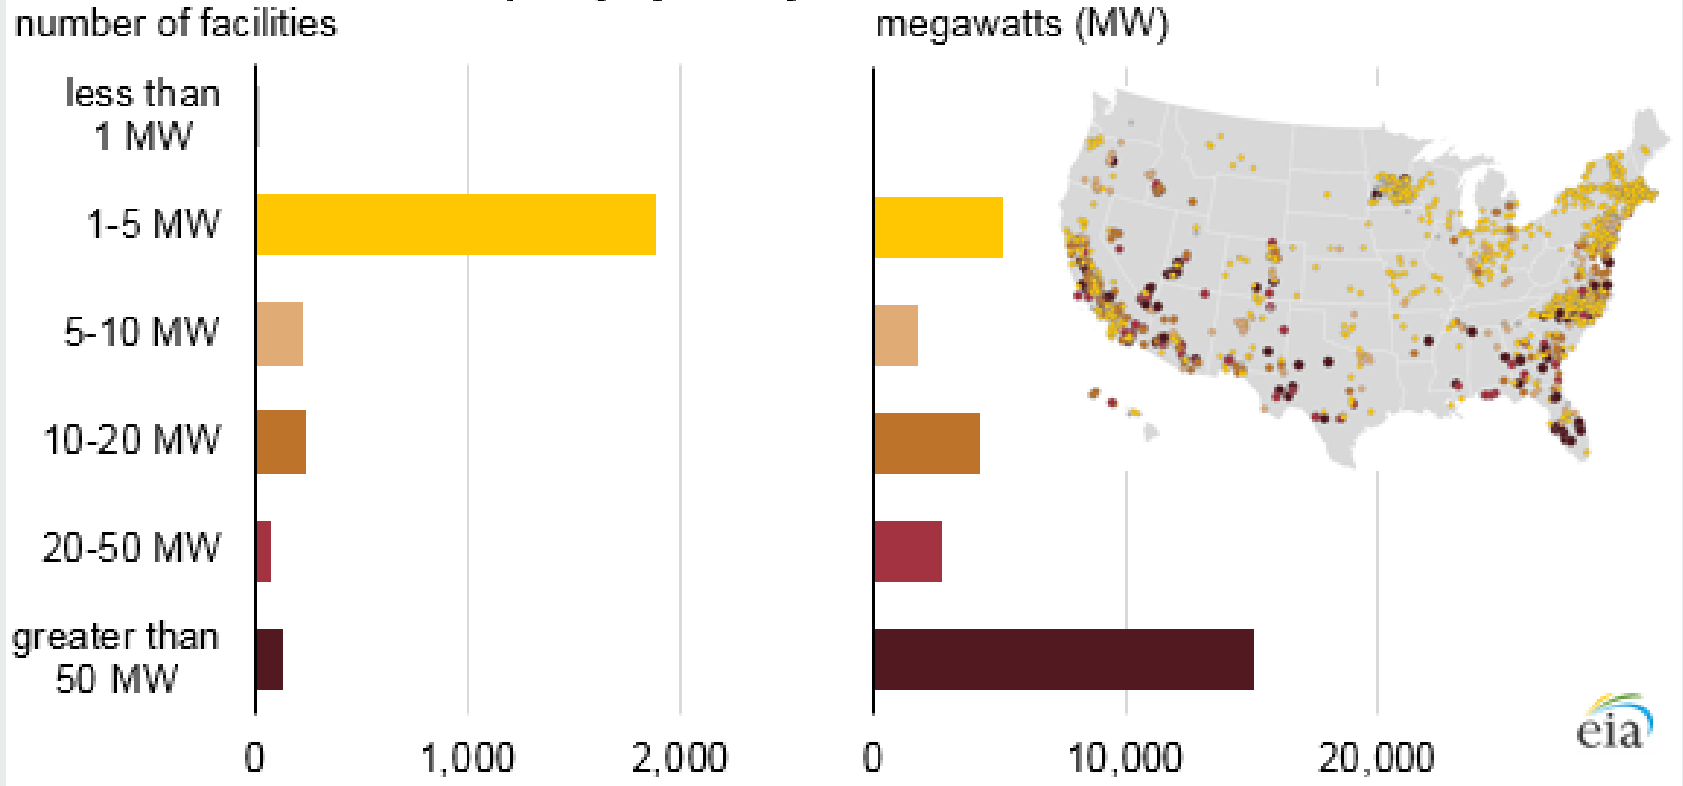 number of facilities
megawatts (MW)
less than
1 MW
1-5 MW
5-10 MW
10-20 MW
20-50 MW
greater than
50 MW
0
1,000
2,000
0
10,000
20,000
eia